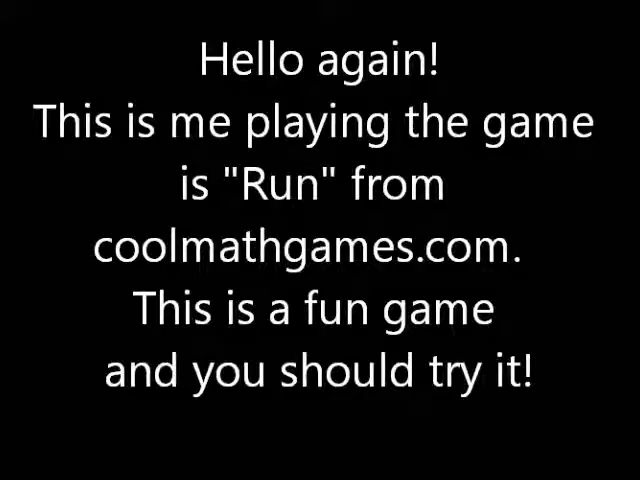 Hello again!
This is me playing the game
is "Run" from
coolmathgames.com.
This is a fun game
and you should try it!